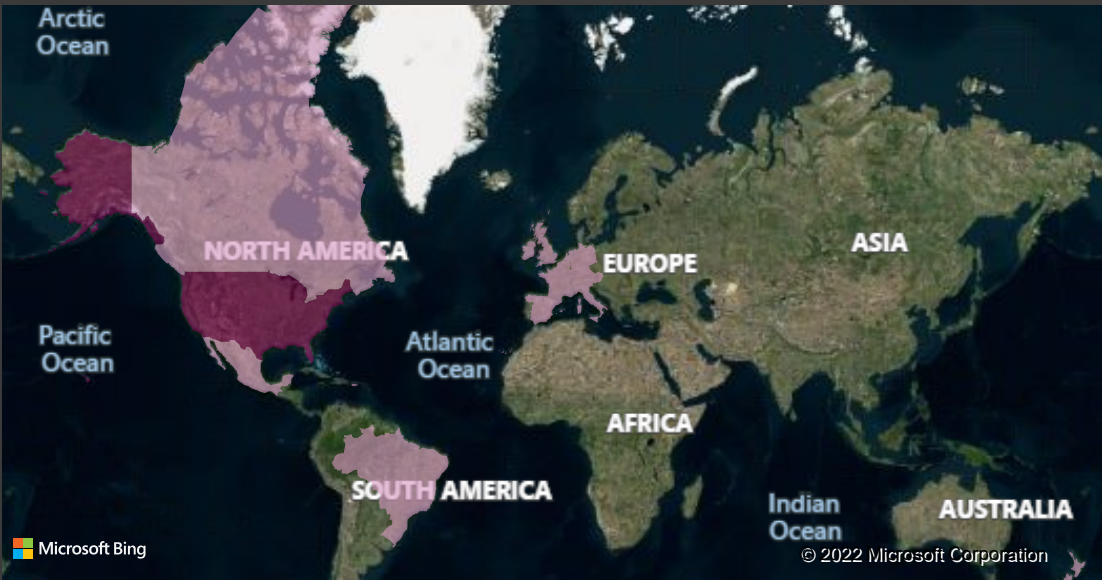 Arctic
Ocean
NORTH AMERICA
EUROPE
ASIA
Pacific
Ocean
Atlantic
Ocean
AFRICA
SOUTH AMERICA
Indian
Ocean
AUSTRALIA
Microsoft Bing
© 2022 Microsoft Corporation